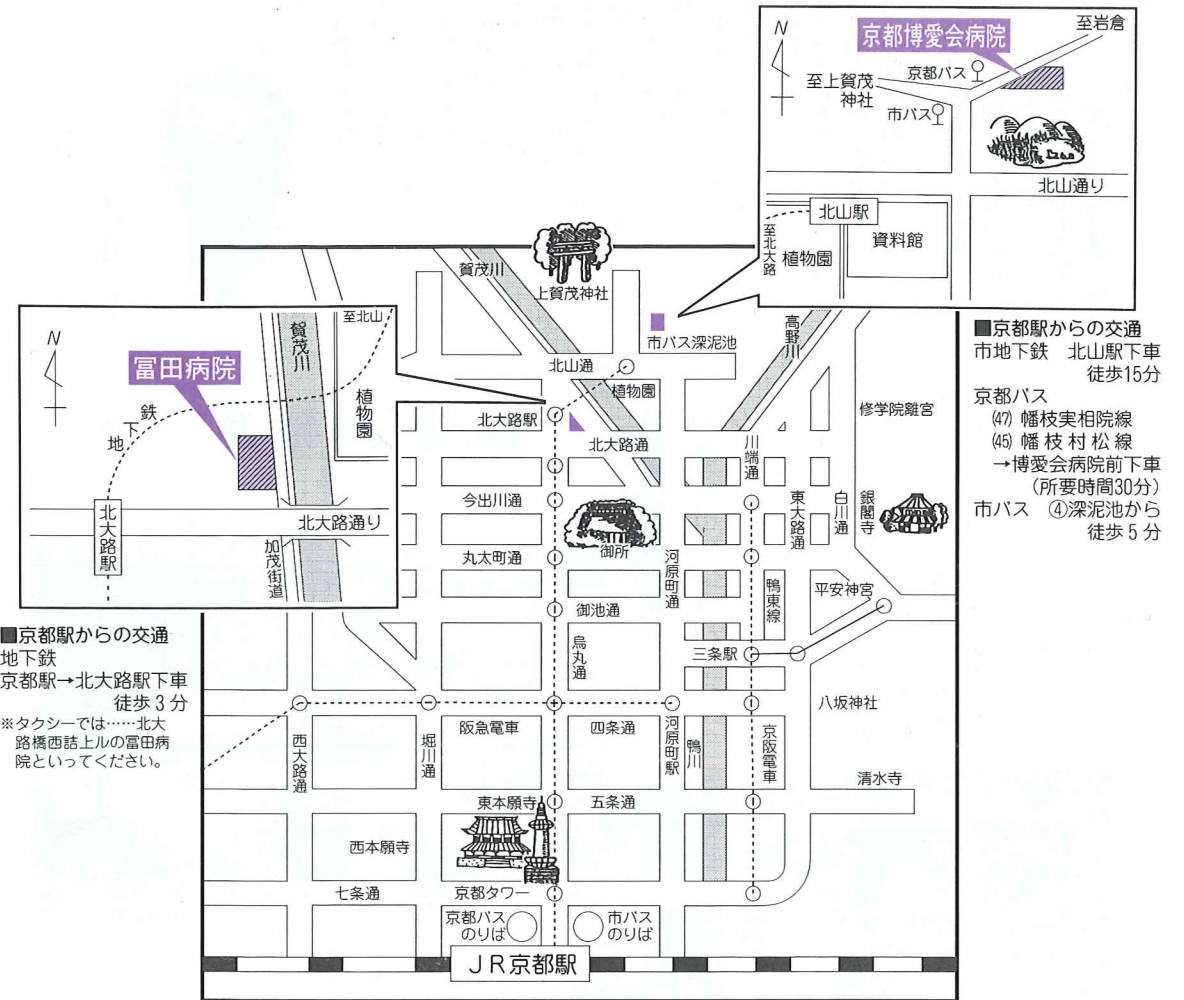 N
京都博愛会病院
至岩倉
京都バス
至上賀茂
神社
市バス
北山通り
北山駅
資料館
至北大路
植物園
■京都駅からの交通
市地下鉄　北山駅下車
徒歩15分
京都バス
(47) 幡枝実相院線
(45) 幡枝村松線
→博愛会病院前下車
(所要時間30分)
市バス　④深泥池から
徒歩5分
N
冨田病院
賀茂川
至北山
植物園
地下鉄
北大路駅
北大路通り
加茂街道
■京都駅からの交通
地下鉄
京都駅→北大路駅下車
徒歩3分
※タクシーでは……北大
路橋西詰上ルの冨田病
院といってください。
賀茂川
上賀茂神社
市バス深泥池
高野川
北山通
植物園
北大路駅
北大路通
修学院離宮
川端通
今出川通
東大路通
白川通
銀閣寺
御所
丸太町通
河原町通
鴨東線
平安神宮
御池通
烏丸通
三条駅
八坂神社
阪急電車
四条通
西大路通
堀川通
河原町駅
鴨川
京阪電車
清水寺
東本願寺
五条通
西本願寺
七条通
京都タワー
京都バス
のりば
市バス
のりば
JR京都駅